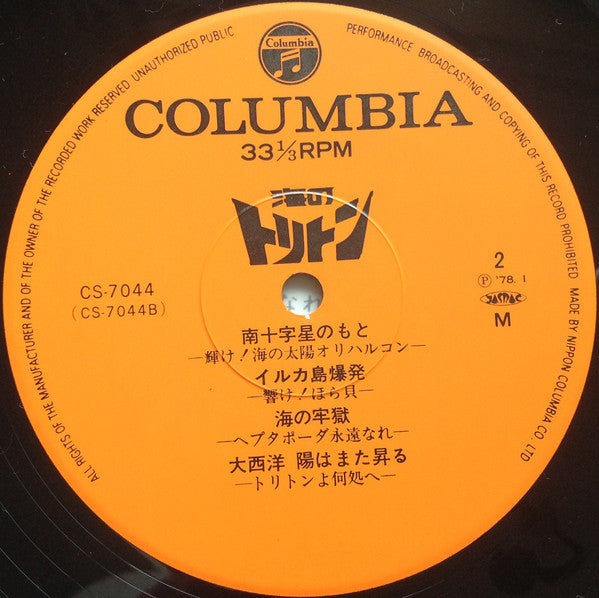 ALL RIGHTS OF THE MANUFACTURER AND OF THE OWNER OF THE RECORDED WORK RESERVED UNAUTHORIZED PUBLIC PERFORMANCE BROADCASTING AND COPYING OF THIS RECORD PROHIBITED MADE BY NIPPON COLUMBIA CO., LTD
Columbia
COLUMBIA
33 1/3 RPM
海の
トリトン
CS-7044
(CS-7044B)
2
Ⓟ '78. 1
JASRAC
M
南十字星のもと
—輝け!海の太陽オリハルコン—
イルカ島爆発
—響け!ほら貝—
海の牢獄
—ヘプタポーダ永遠なれ—
大西洋 陽はまた昇る
—トリトンよ何処へ—